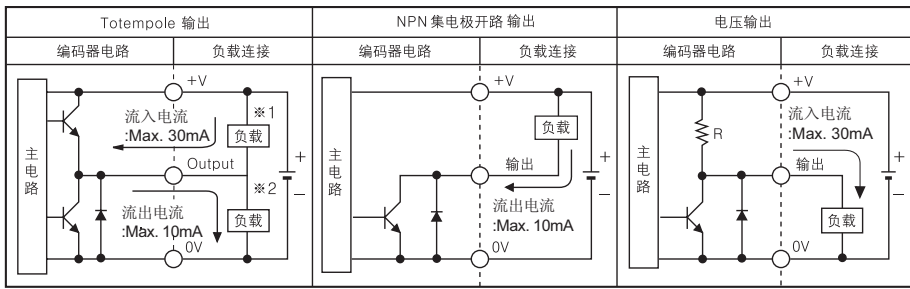 Totempole 输出
编码器电路
负载连接
主电路
+V
流入电流
:Max. 30mA
※1
负载
Output
※2
流出电流
:Max. 10mA
负载
0V
+
−
NPN 集电极开路 输出
编码器电路
负载连接
主电路
+V
负载
输出
流出电流
:Max. 10mA
0V
+
−
电压输出
编码器电路
负载连接
主电路
+V
R
流入电流
:Max. 30mA
输出
负载
0V
+
−